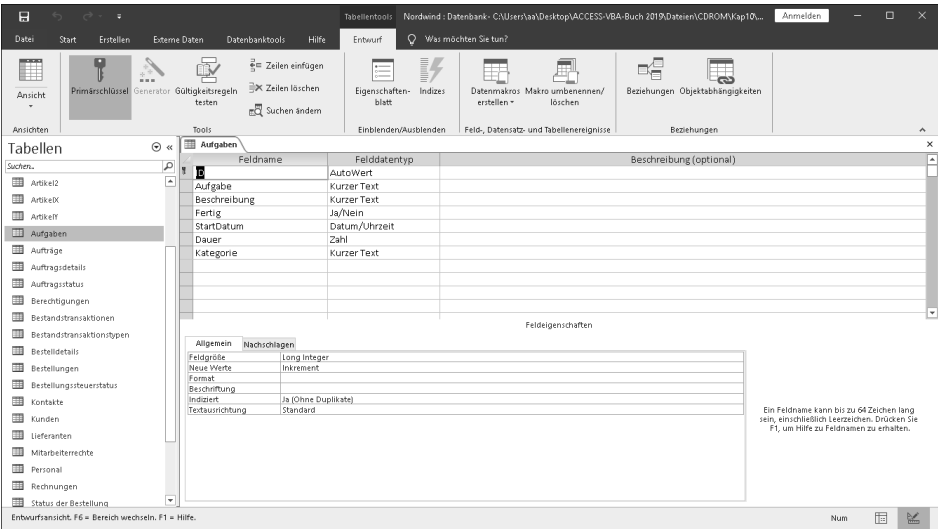 Tabellentools
Nordwind : Datenbank- C:\Users\aa\Desktop\ACCESS-VBA-Buch 2019\Dateien\CDROM\Kap10\...
Anmelden
Datei Start Erstellen Externe Daten Datenbanktools Hilfe Entwurf Was möchten Sie tun?
Ansicht
Primärschlüssel
Generator
Gültigkeitsregeln
testen
Zeilen einfügen
Zeilen löschen
Suchen ändern
Eigenschaften-
blatt
Indizes
Datenmakros
erstellen
Makro umbenennen/
löschen
Beziehungen
Objektabhängigkeiten
Ansichten Tools Einblenden/Ausblenden Feld-, Datensatz- und Tabellenereignisse Beziehungen
Tabellen
Suchen..
Artikel2
ArtikelX
ArtikelY
Aufgaben
Aufträge
Auftragsdetails
Auftragsstatus
Berechtigungen
Bestandstransaktionen
Bestandstransaktionstypen
Bestelldetails
Bestellungen
Bestellungssteuerstatus
Kontakte
Kunden
Lieferanten
Mitarbeiterrechte
Personal
Rechnungen
Status der Bestellung
Aufgaben
Feldname Felddatentyp Beschreibung (optional)
ID AutoWert
Aufgabe Kurzer Text
Beschreibung Kurzer Text
Fertig Ja/Nein
StartDatum Datum/Uhrzeit
Dauer Zahl
Kategorie Kurzer Text
Feldeigenschaften
Allgemein Nachschlagen
Feldgröße Long Integer
Neue Werte Inkrement
Format
Beschriftung
Indiziert Ja (Ohne Duplikate)
Textausrichtung Standard
Ein Feldname kann bis zu 64 Zeichen lang
sein, einschließlich Leerzeichen. Drücken Sie
F1, um Hilfe zu Feldnamen zu erhalten.
Entwurfsansicht. F6 = Bereich wechseln. F1 = Hilfe.
Num